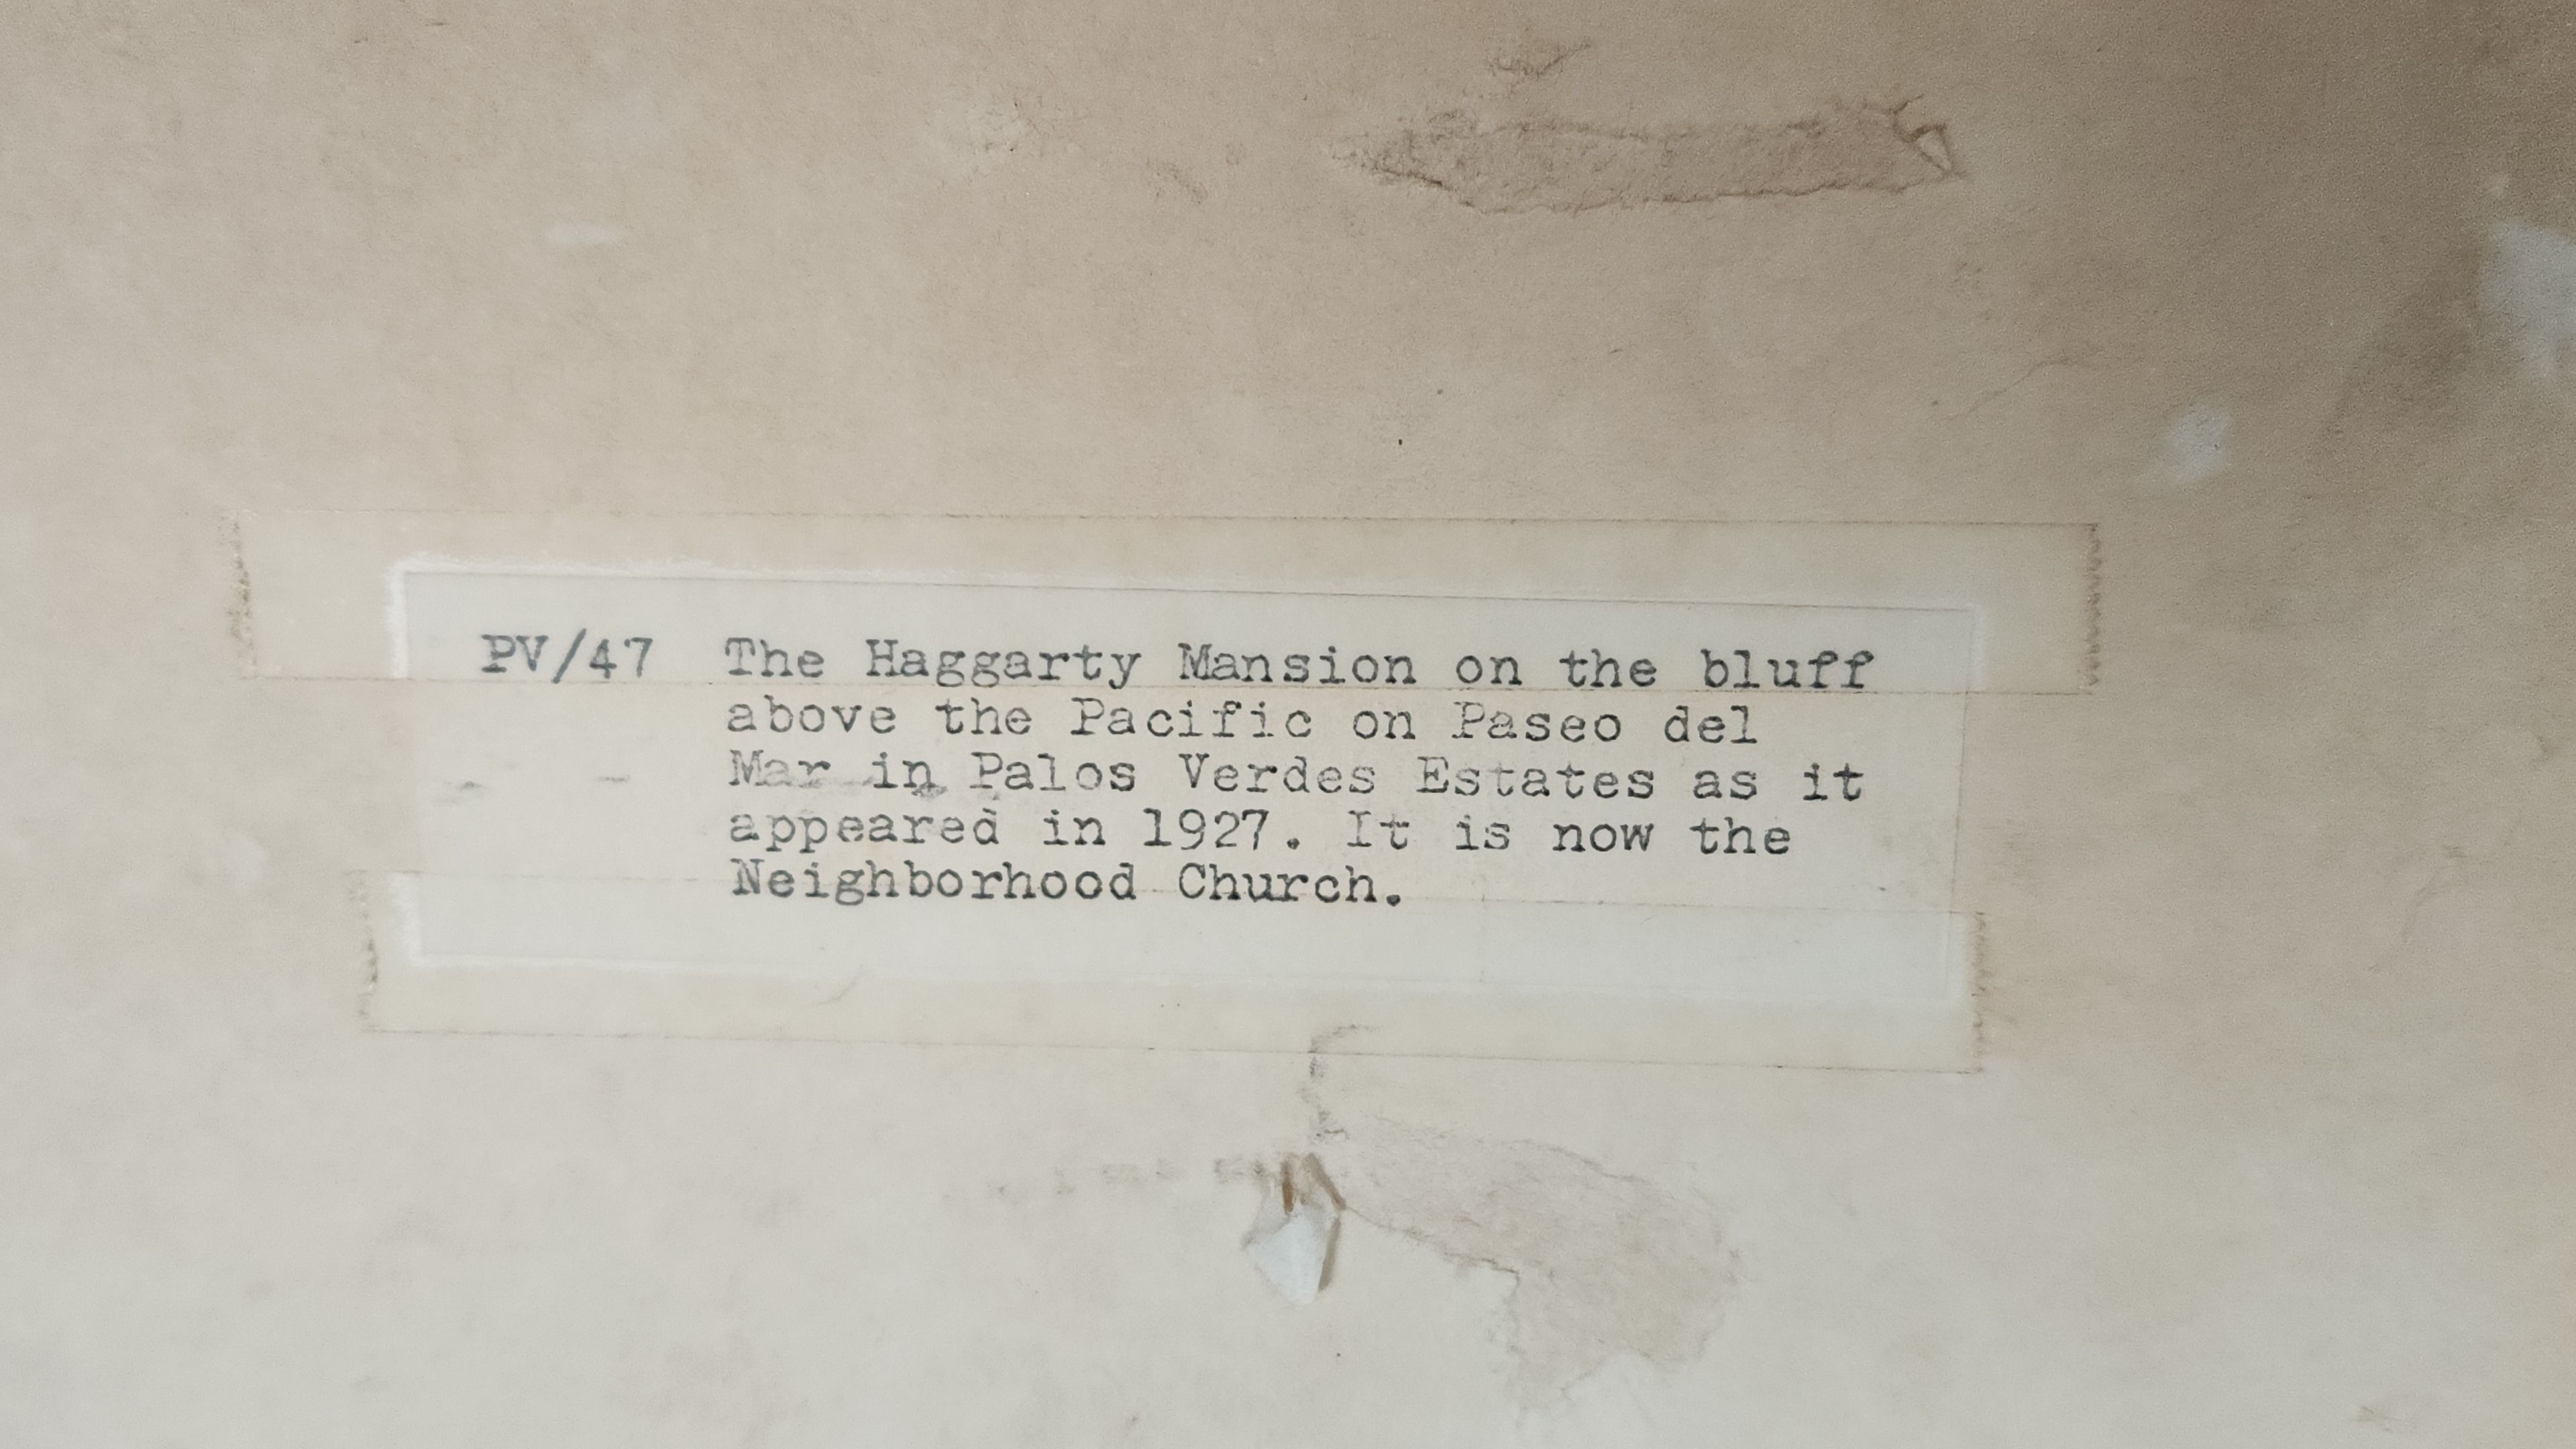 PV/47 The Haggarty Mansion on the bluff
above the Pacific on Paseo del
Mar in Palos Verdes Estates as it
appeared in 1927. It is now the
Neighborhood Church.